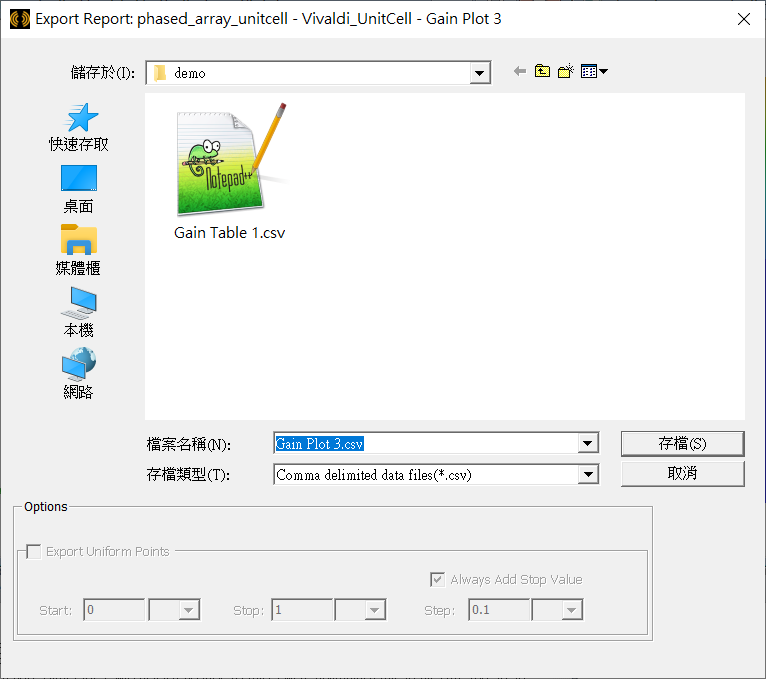 Export Report: phased_array_unitcell - Vivaldi_UnitCell - Gain Plot 3
儲存於(I):
demo
快速存取
桌面
媒體櫃
本機
網路
Notepad++
Gain Table 1.csv
檔案名稱(N):
Gain Plot 3.csv
存檔(S)
存檔類型(T):
Comma delimited data files(*.csv)
取消
Options
Export Uniform Points
Always Add Stop Value
Start:
0
Stop:
1
Step:
0.1